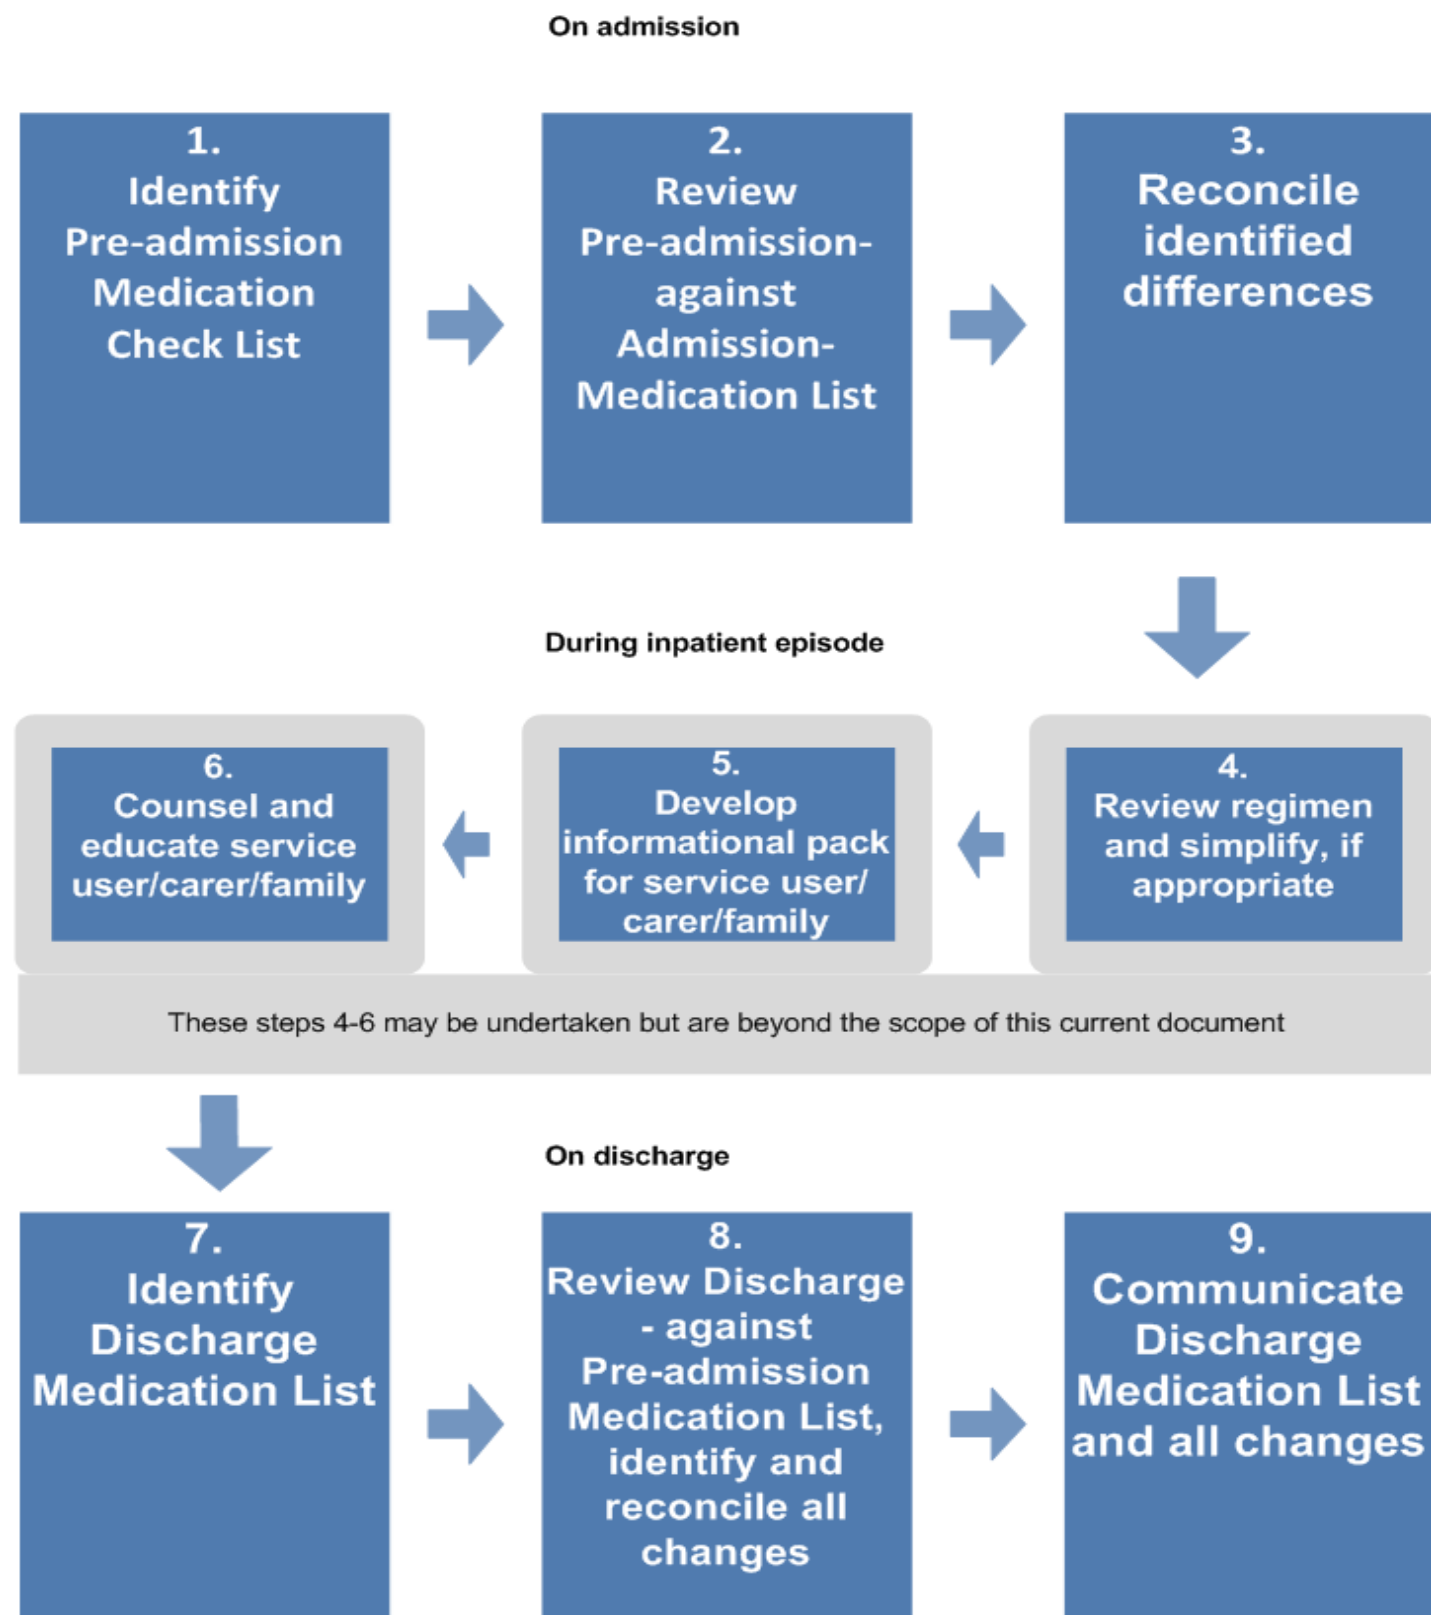 On admission
1.
Identify
Pre-admission
Medication
Check List
2.
Review
Pre-admission-
against
Admission-
Medication List
3.
Reconcile
identified
differences
During inpatient episode
6.
Counsel and
educate service
user/carer/family
5.
Develop
informational pack
for service user/
carer/family
4.
Review regimen
and simplify, if
appropriate
These steps 4-6 may be undertaken but are beyond the scope of this current document
On discharge
7.
Identify
Discharge
Medication List
8.
Review Discharge
- against
Pre-admission
Medication List,
identify and
reconcile all
changes
9.
Communicate
Discharge
Medication List
and all changes